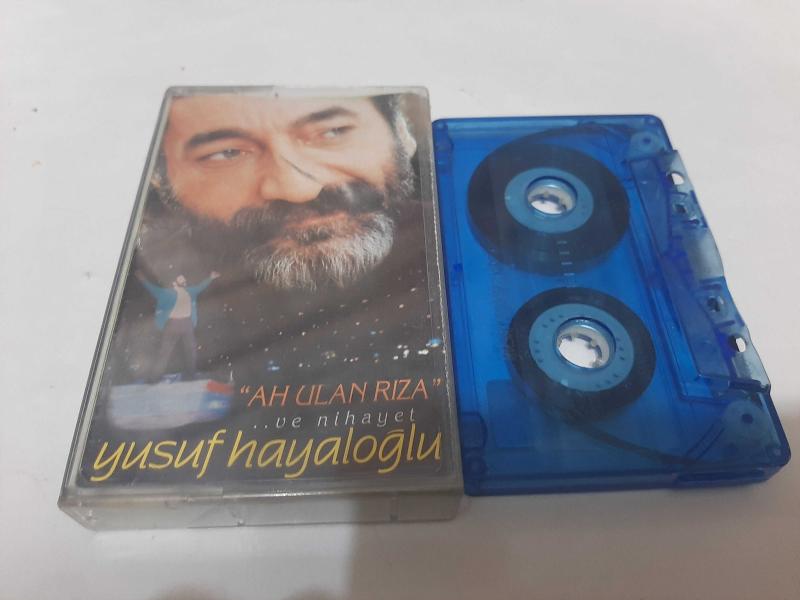 "AH ULAN RIZA"
..ve nihayet
yusuf hayaloğlu